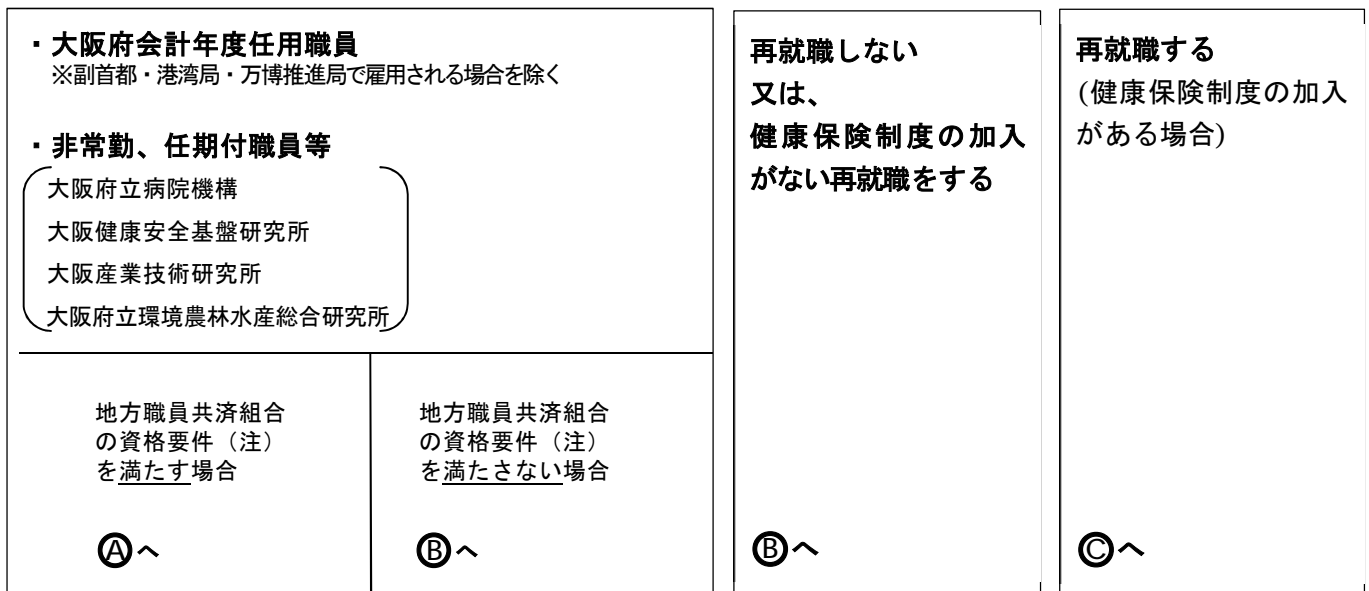 ・大阪府会計年度任用職員
※副首都・港湾局・万博推進局で雇用される場合を除く
・非常勤、任期付職員等
大阪府立病院機構
大阪健康安全基盤研究所
大阪産業技術研究所
大阪府立環境農林水産総合研究所
地方職員共済組合
の資格要件（注）
を満たす場合
Ⓐへ
地方職員共済組合
の資格要件（注）
を満たさない場合
Ⓑへ
再就職しない
又は、
健康保険制度の加入
がない再就職をする
Ⓑへ
再就職する
(健康保険制度の加入
がある場合)
Ⓒへ